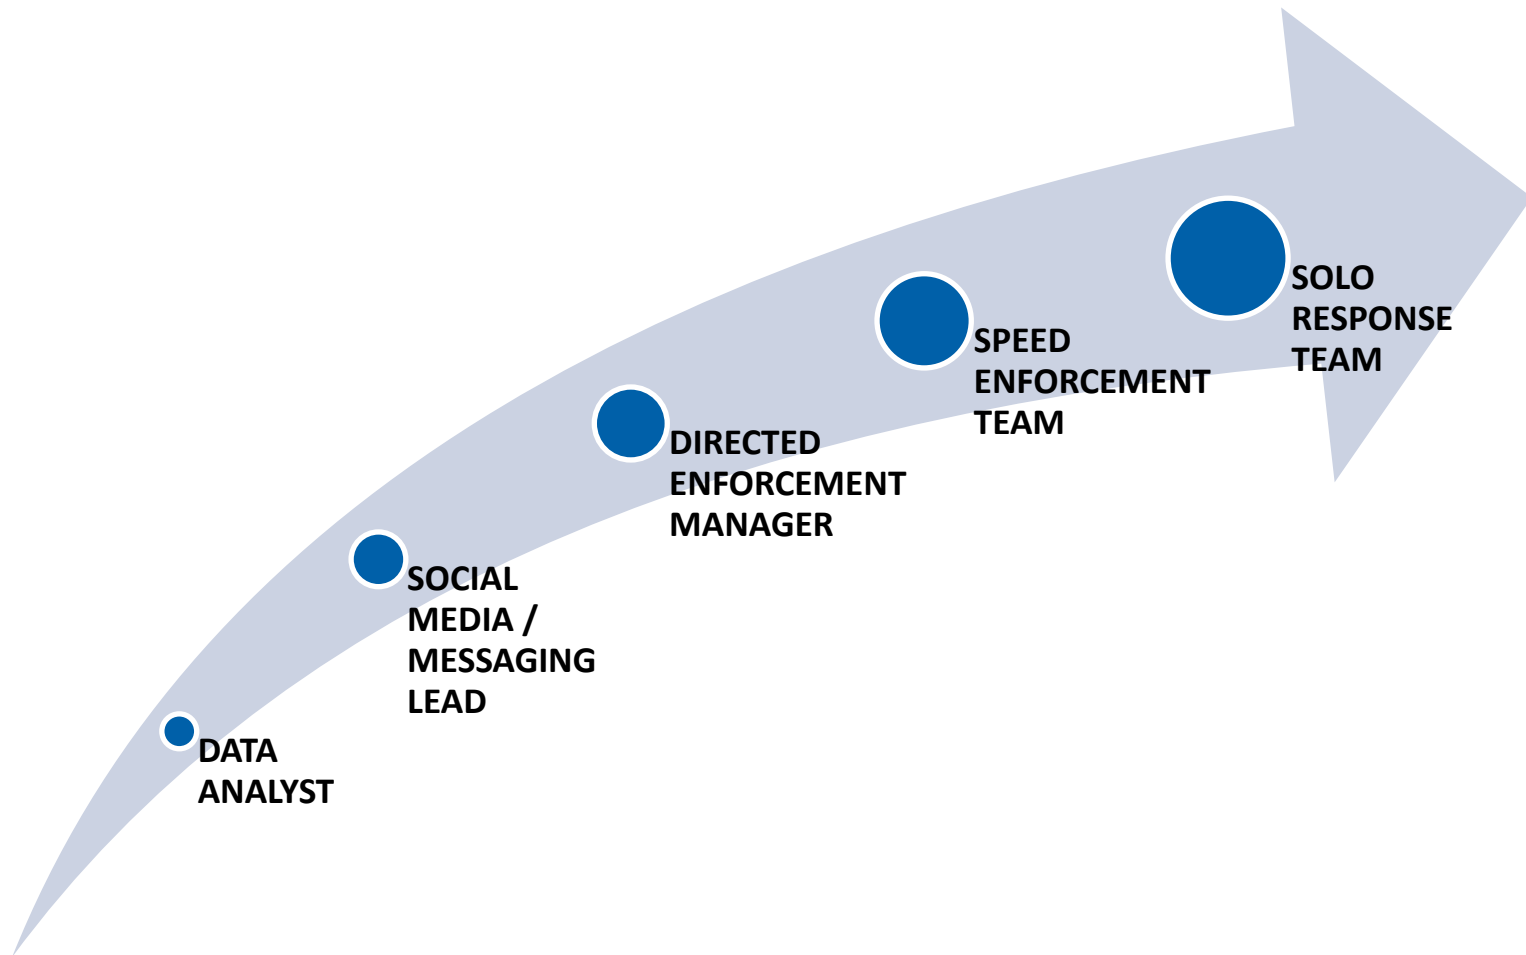 DATA
ANALYST
SOCIAL
MEDIA /
MESSAGING
LEAD
DIRECTED
ENFORCEMENT
MANAGER
SPEED
ENFORCEMENT
TEAM
SOLO
RESPONSE
TEAM